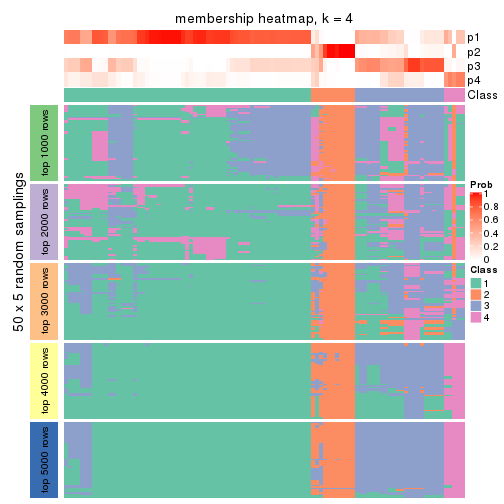 membership heatmap, k = 4
p1
p2
p3
p4
Class
50 x 5 random samplings
top 1000 rows
top 2000 rows
top 3000 rows
top 4000 rows
top 5000 rows
Prob
1
0.8
0.6
0.4
0.2
0
Class
1
2
3
4